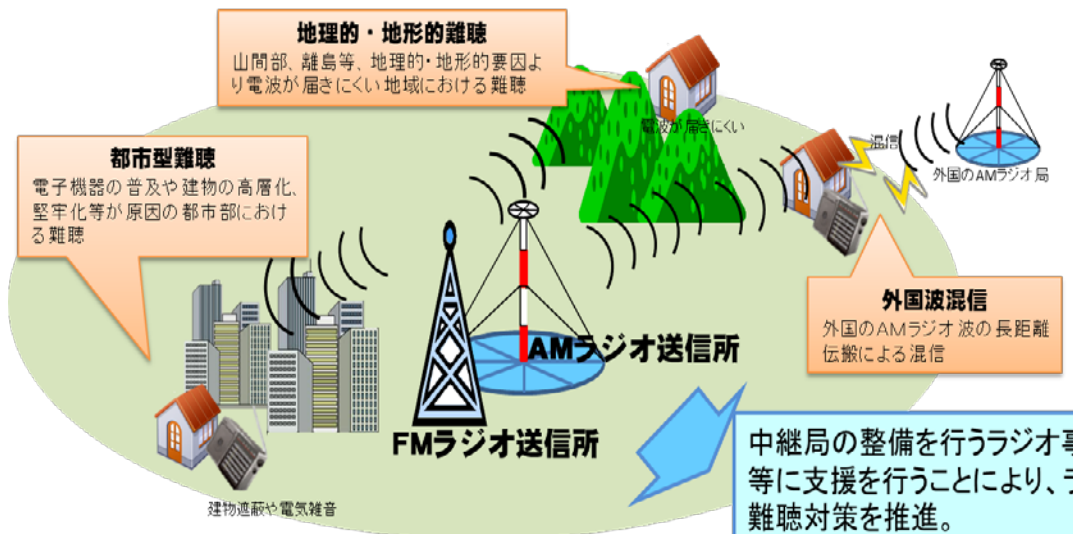 地理的・地形的難聴
山間部、離島等、地理的・地形的要因よ
り電波が届きにくい地域における難聴
電波が届きにくい
混信
外国のAMラジオ局
都市型難聴
電子機器の普及や建物の高層化、
堅牢化等が原因の都市部におけ
る難聴
外国波混信
外国のAMラジオ波の長距離
伝搬による混信
AMラジオ送信所
FMラジオ送信所
建物遮蔽や電気雑音
中継局の整備を行うラジオ事
等に支援を行うことにより、ラ
難聴対策を推進。